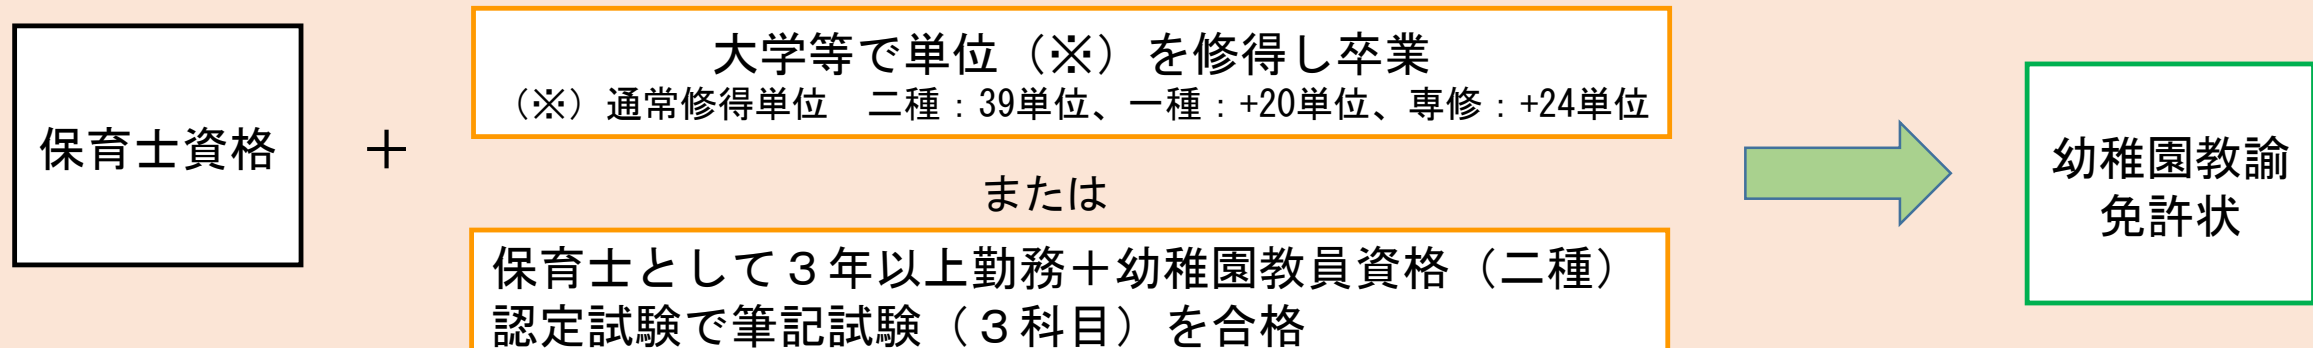 保育士資格
＋
大学等で単位（※）を修得し卒業
（※）通常修得単位　二種：39単位、一種：+20単位、専修：+24単位
または
保育士として３年以上勤務＋幼稚園教員資格（二種）
認定試験で筆記試験（３科目）を合格
幼稚園教諭
免許状